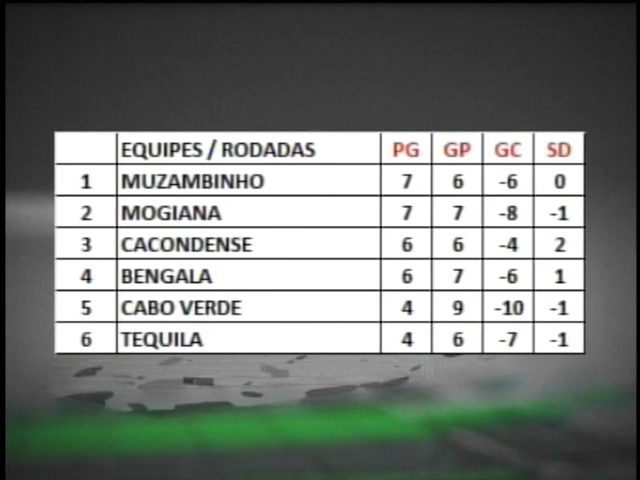 EQUIPES / RODADAS PG GP GC SD
1 MUZAMBINHO 7 6 -6 0
2 MOGIANA 7 7 -8 -1
3 CACONDENSE 6 6 -4 2
4 BENGALA 6 7 -6 1
5 CABO VERDE 4 9 -10 -1
6 TEQUILA 4 6 -7 -1